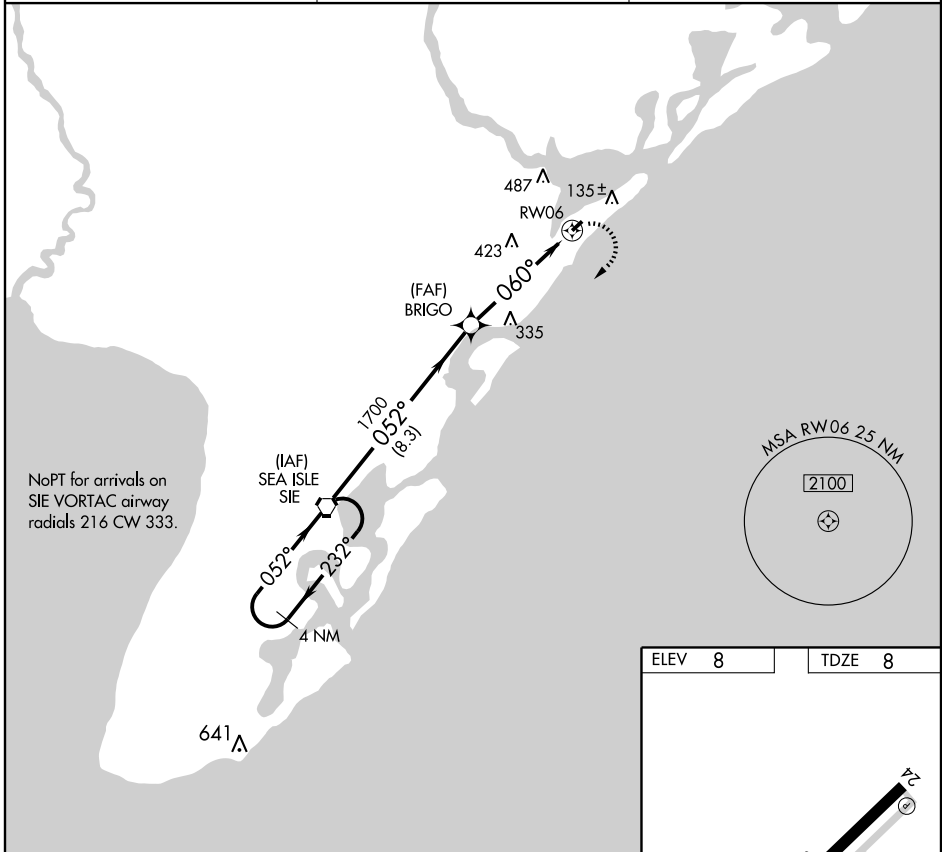 487
135±
RW06
423
060°
(FAF)
BRIGO
335
1700
052°
(8.3)
MSA RW06 25 NM
2100
(IAF)
SEA ISLE
SIE
NoPT for arrivals on
SIE VORTAC airway
radials 216 CW 333.
052°
232°
4 NM
641
ELEV 8
TDZE 8
24
P